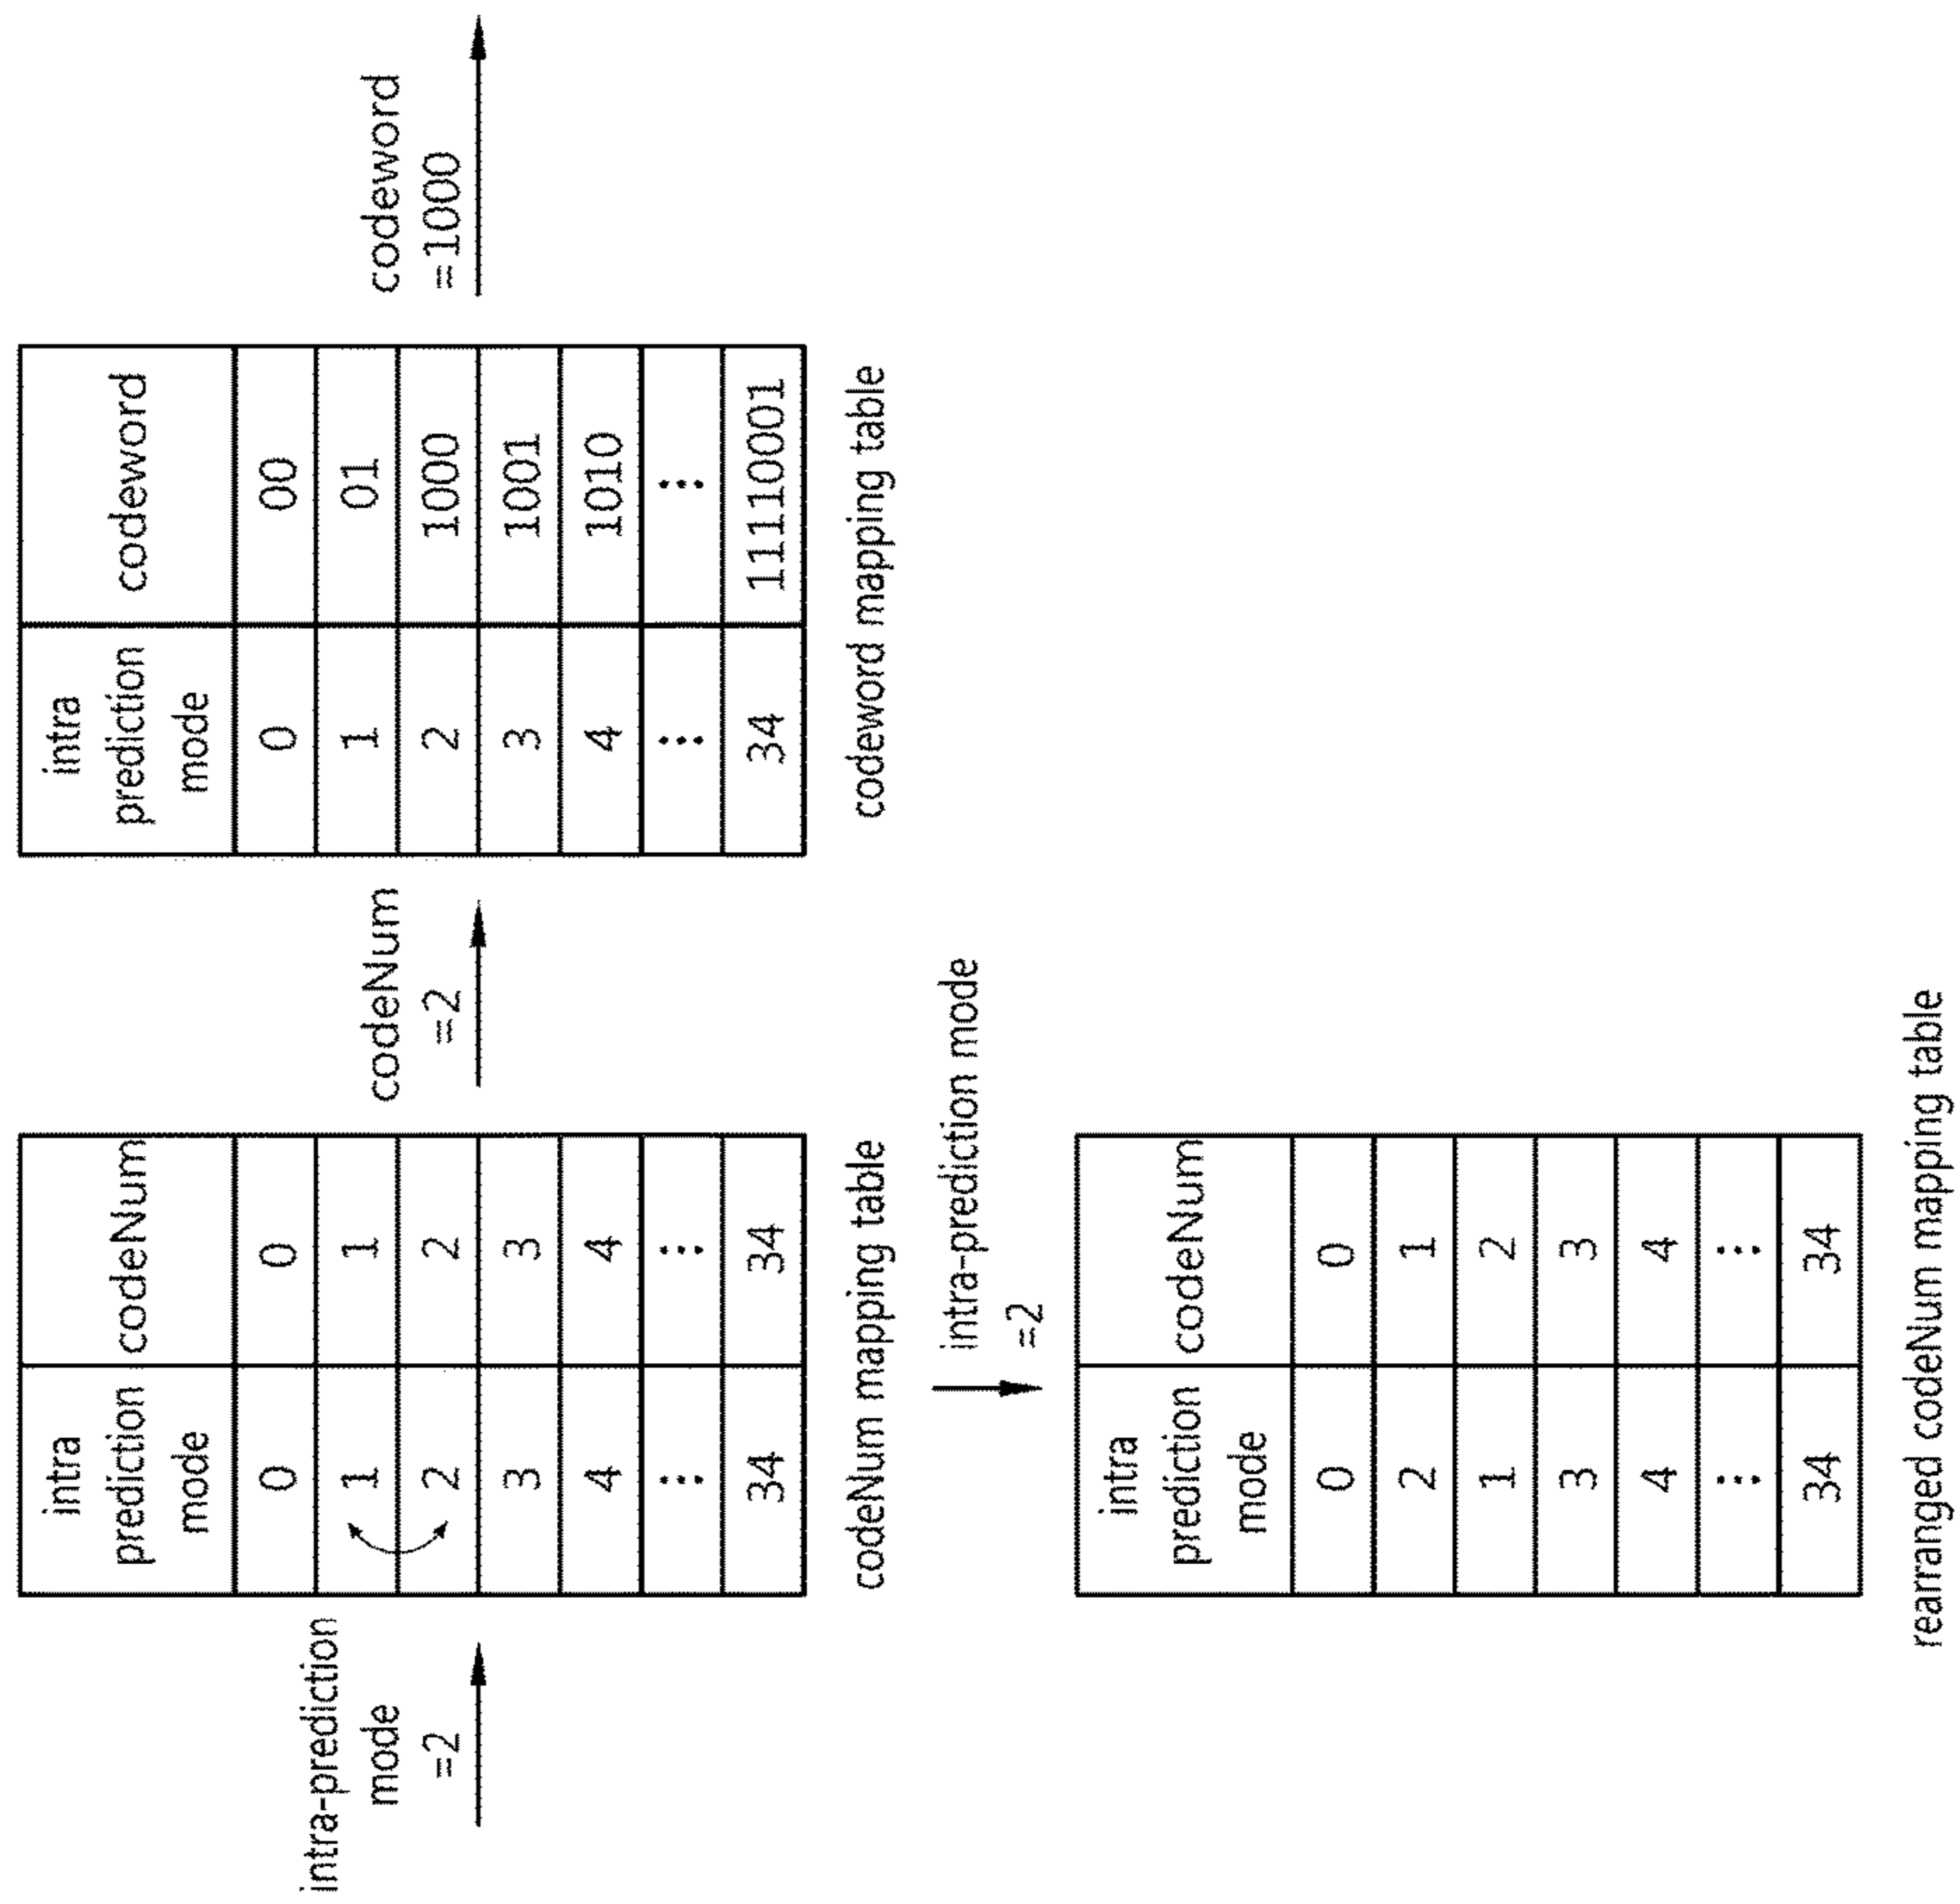 intra-prediction
mode
=2
intra
prediction
mode
codeNum
0 0
1 1
2 2
3 3
4 4
⋮ ⋮
34 34
codeNum mapping table
codeNum
=2
intra
prediction
mode
codeword
0 00
1 01
2 1000
3 1001
4 1010
⋮ ⋮
34 11110001
codeword mapping table
codeword
=1000
intra-prediction mode
=2
intra
prediction
mode
codeNum
0 0
2 1
1 2
3 3
4 4
⋮ ⋮
34 34
rearranged codeNum mapping table